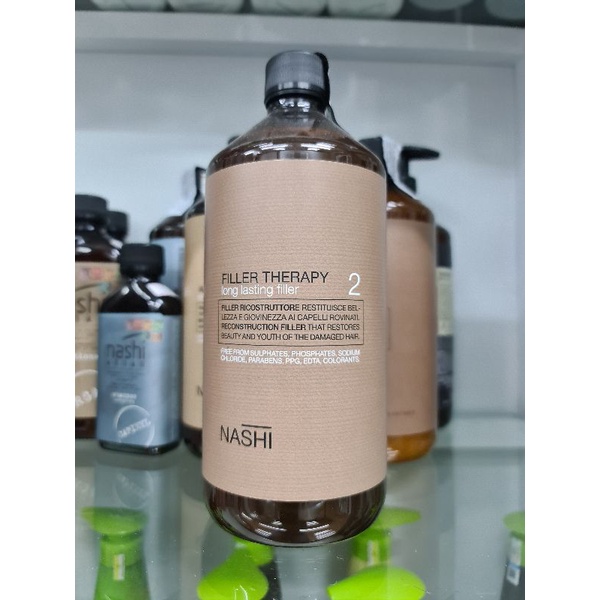 FILLER THERAPY
long lasting filler 2
FILLER RICOSTRUTTORE RESTITUISCE BEL-
LEZZA E GIOVINEZZA AI CAPELLI ROVINATI.
RECONSTRUCTION FILLER THAT RESTORES
BEAUTY AND YOUTH OF THE DAMAGED HAIR.
FREE FROM SULPHATES, PHOSPHATES, SODIUM
CHLORIDE, PARABENS, PPG, EDTA, COLORANTS.
NASHI
nashi
nashi